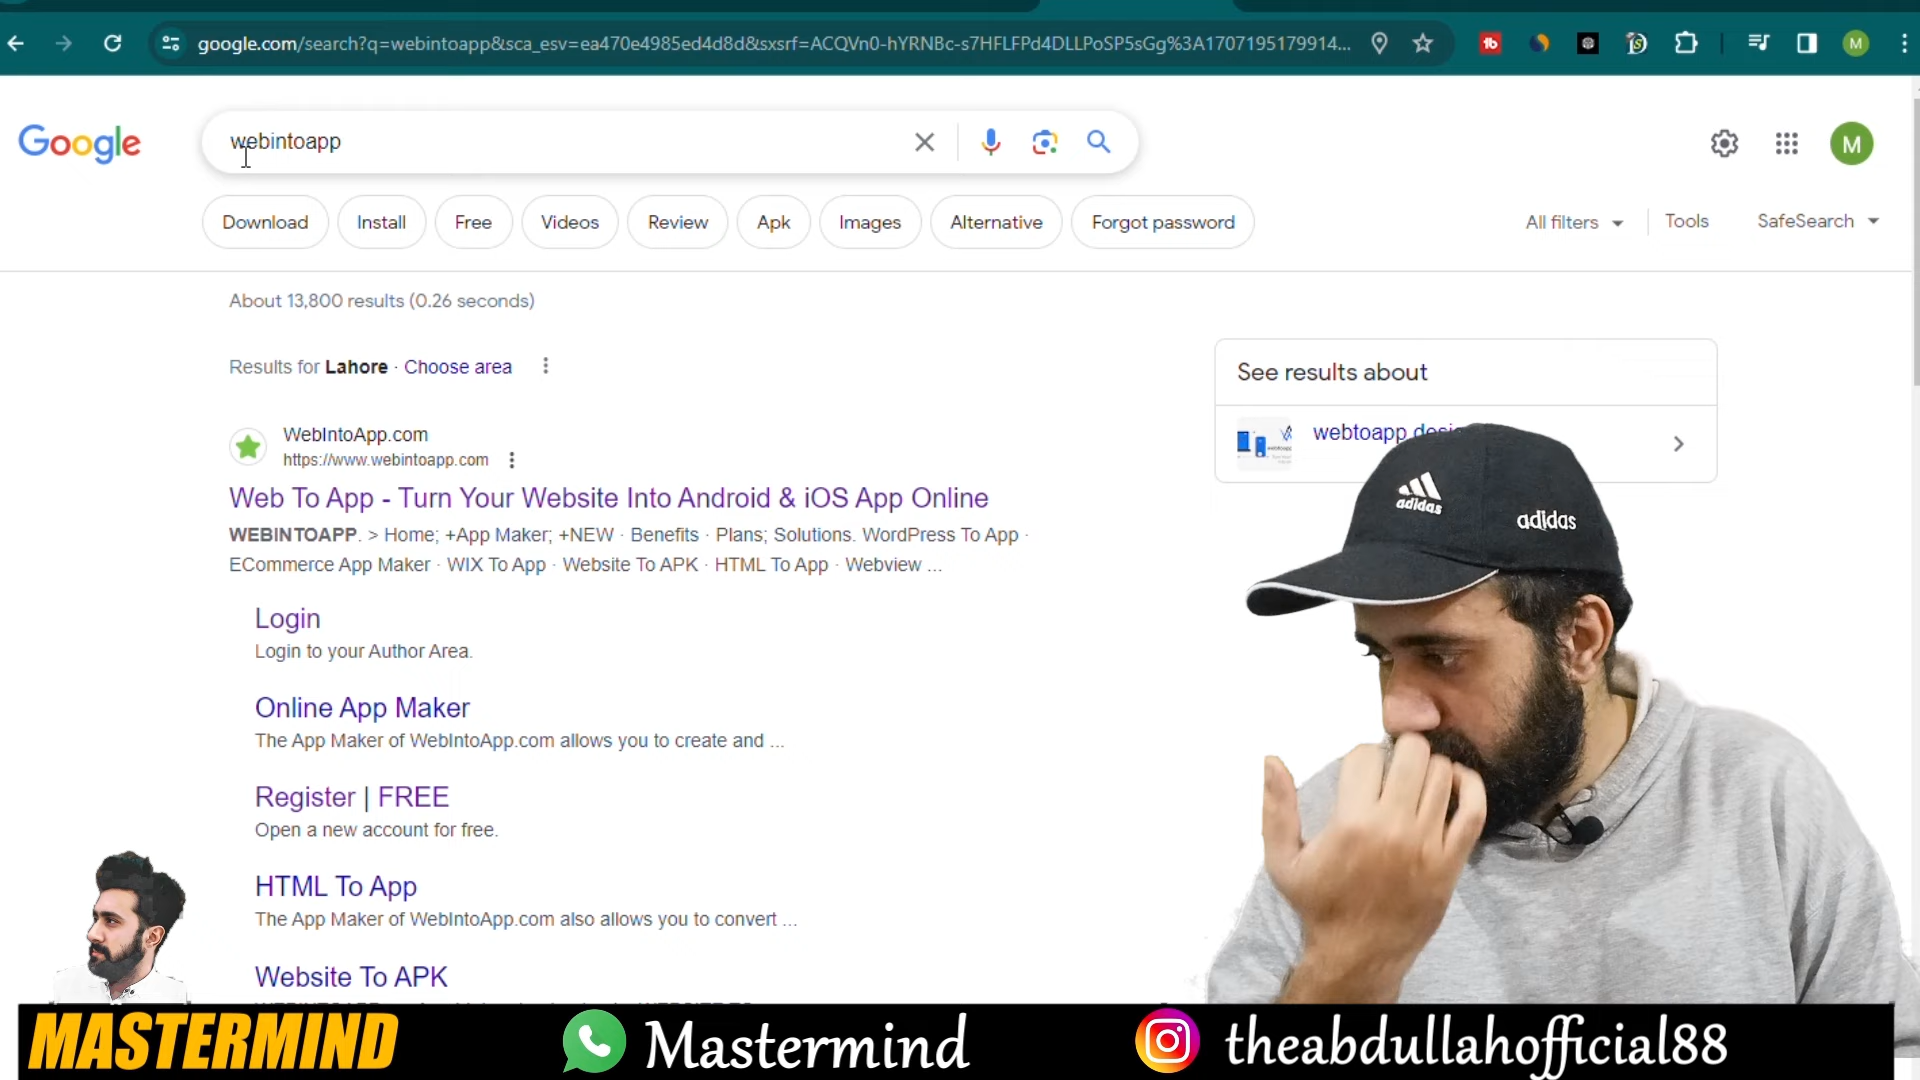 google.com/search?q=webintoapp&sca_esv=ea470e4985ed4d8d&sxsrf=ACQVn0-hYRNBc-s7HFLFPd4DLLPoSP5sGg%3A1707195179914...
M
Google
webintoapp
M
Download
Install
Free
Videos
Review
Apk
Images
Alternative
Forgot password
All filters
Tools
SafeSearch
About 13,800 results (0.26 seconds)
Results for Lahore · Choose area
See results about
webtoapp
WebIntoApp.com
https://www.webintoapp.com
Web To App - Turn Your Website Into Android & iOS App Online
WEBINTOAPP. > Home; +App Maker; +NEW · Benefits · Plans; Solutions. WordPress To App ·
ECommerce App Maker · WIX To App · Website To APK · HTML To App · Webview ...
adidas
adidas
Login
Login to your Author Area.
Online App Maker
The App Maker of WebIntoApp.com allows you to create and ...
Register | FREE
Open a new account for free.
HTML To App
The App Maker of WebIntoApp.com also allows you to convert ...
Website To APK
MASTERMIND
Mastermind
theabdullahofficial88